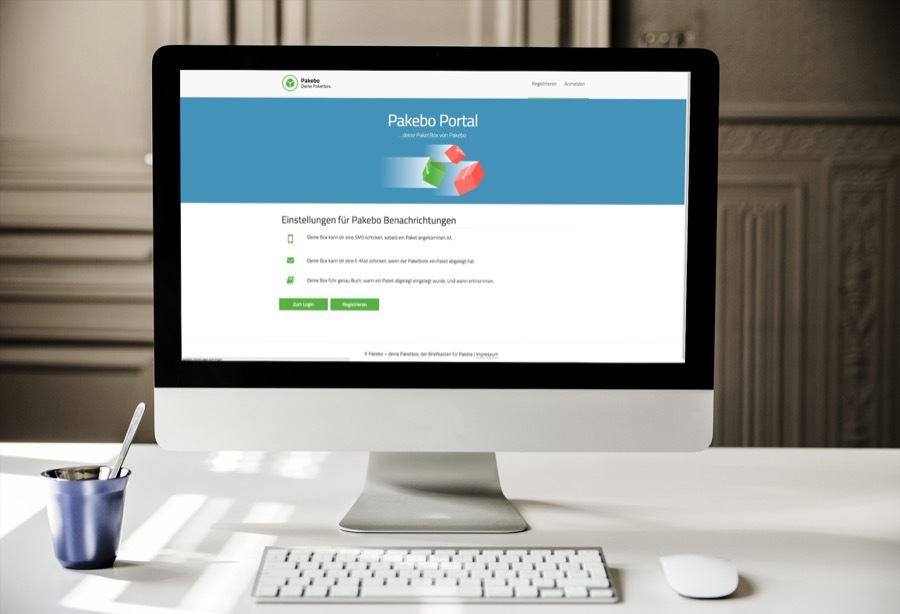 Pakebo
Deine Paketbox.
Registrieren Anmelden
Pakebo Portal
...deine PaketBox von Pakebo
Einstellungen für Pakebo Benachrichtungen
Deine Box kann dir eine SMS schicken, sobald ein Paket angekommen ist.
Deine Box kann dir eine E-Mail schicken, wenn der Paketbote ein Paket abgelegt hat.
Deine Box führ genau Buch, wann ein Paket abgelegt eingelegt wurde. Und wann entnommen.
Zum Login Registrieren
© Pakebo – deine Paketbox, der Briefkasten für Pakete | Impressum